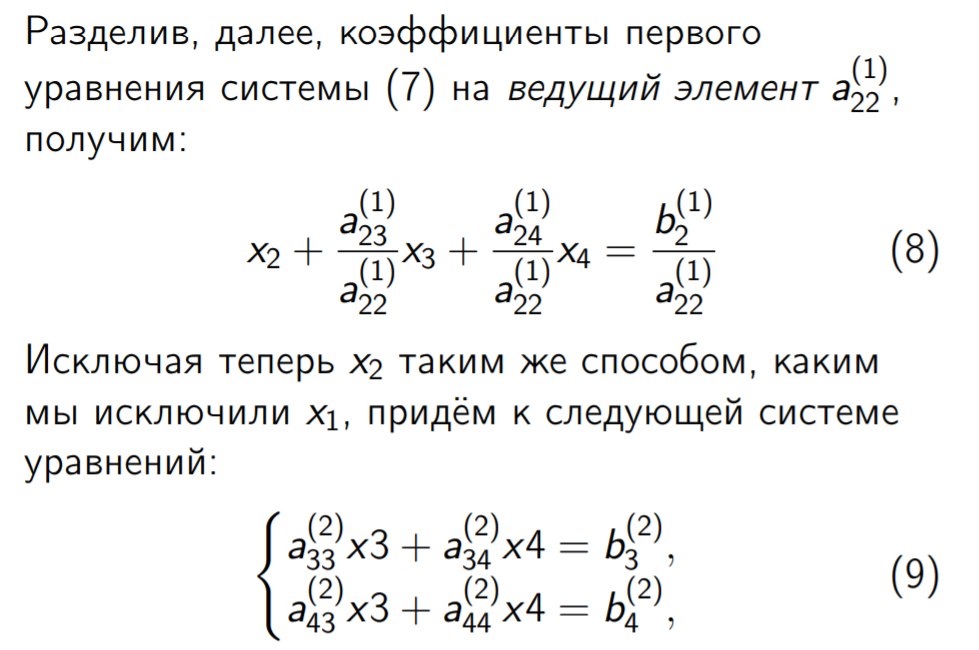 Разделив, далее, коэффициенты первого
уравнения системы (7) на ведущий элемент a_{22}^{(1)},
получим:
x_2 + \frac{a_{23}^{(1)}}{a_{22}^{(1)}}x_3 + \frac{a_{24}^{(1)}}{a_{22}^{(1)}}x_4 = \frac{b_2^{(1)}}{a_{22}^{(1)}} (8)
Исключая теперь x_2 таким же способом, каким
мы исключили x_1, придём к следующей системе
уравнений:
\begin{cases} a_{33}^{(2)}x3 + a_{34}^{(2)}x4 = b_3^{(2)}, \\ a_{43}^{(2)}x3 + a_{44}^{(2)}x4 = b_4^{(2)}, \end{cases} (9)